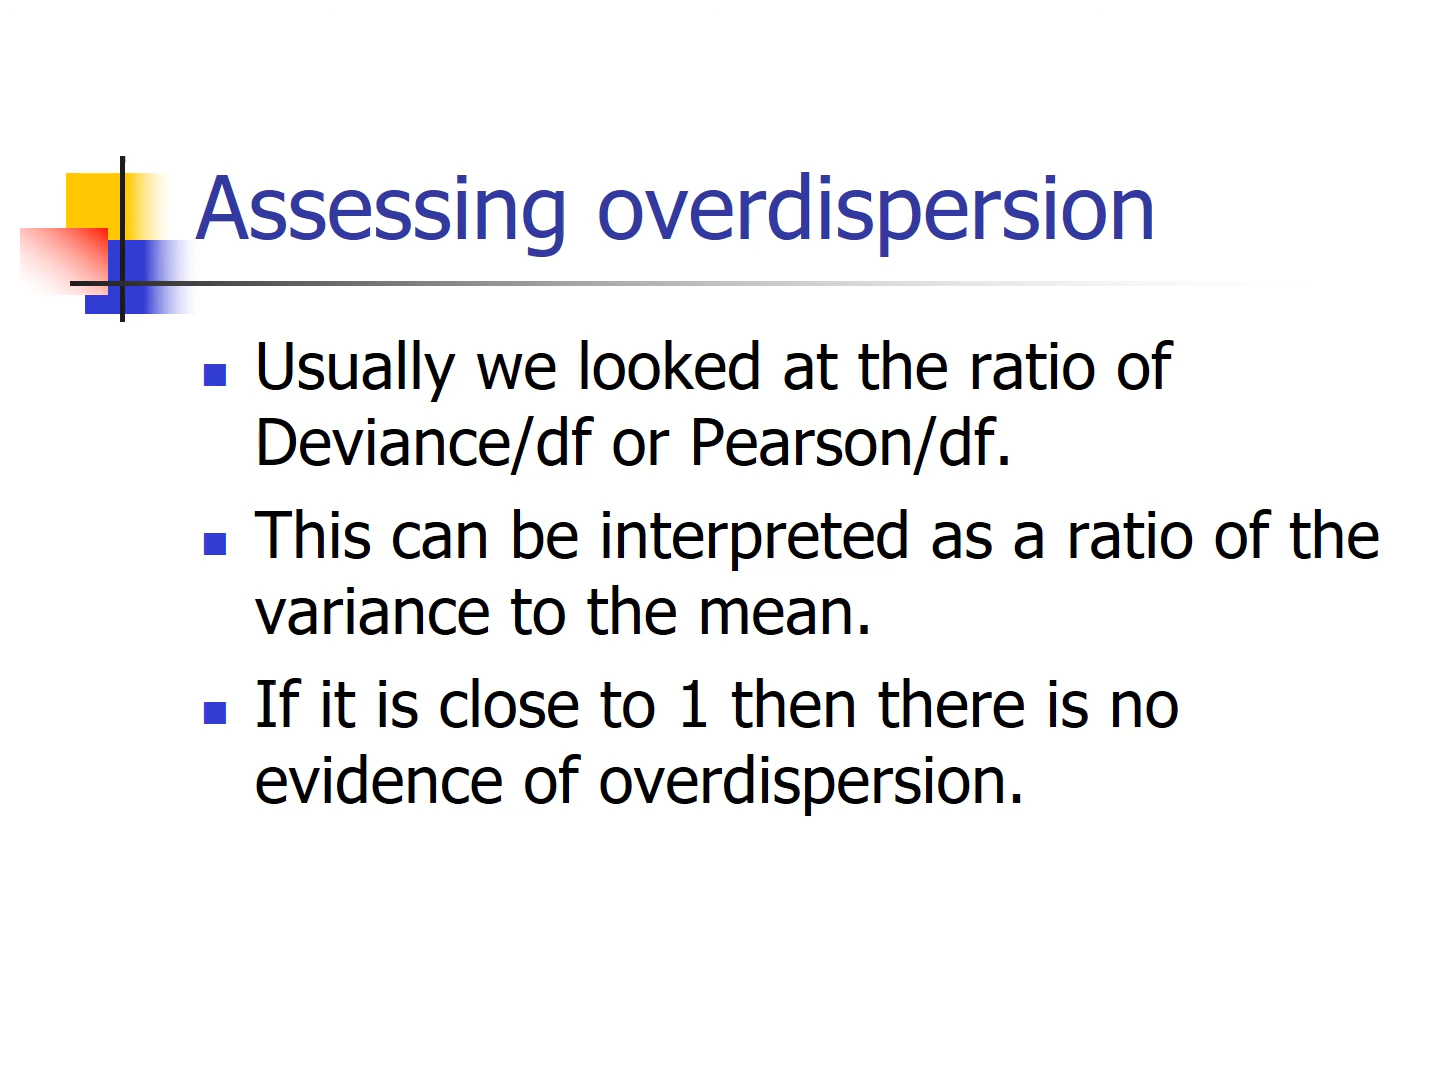 Assessing overdispersion
Usually we looked at the ratio of
Deviance/df or Pearson/df.
This can be interpreted as a ratio of the
variance to the mean.
If it is close to 1 then there is no
evidence of overdispersion.